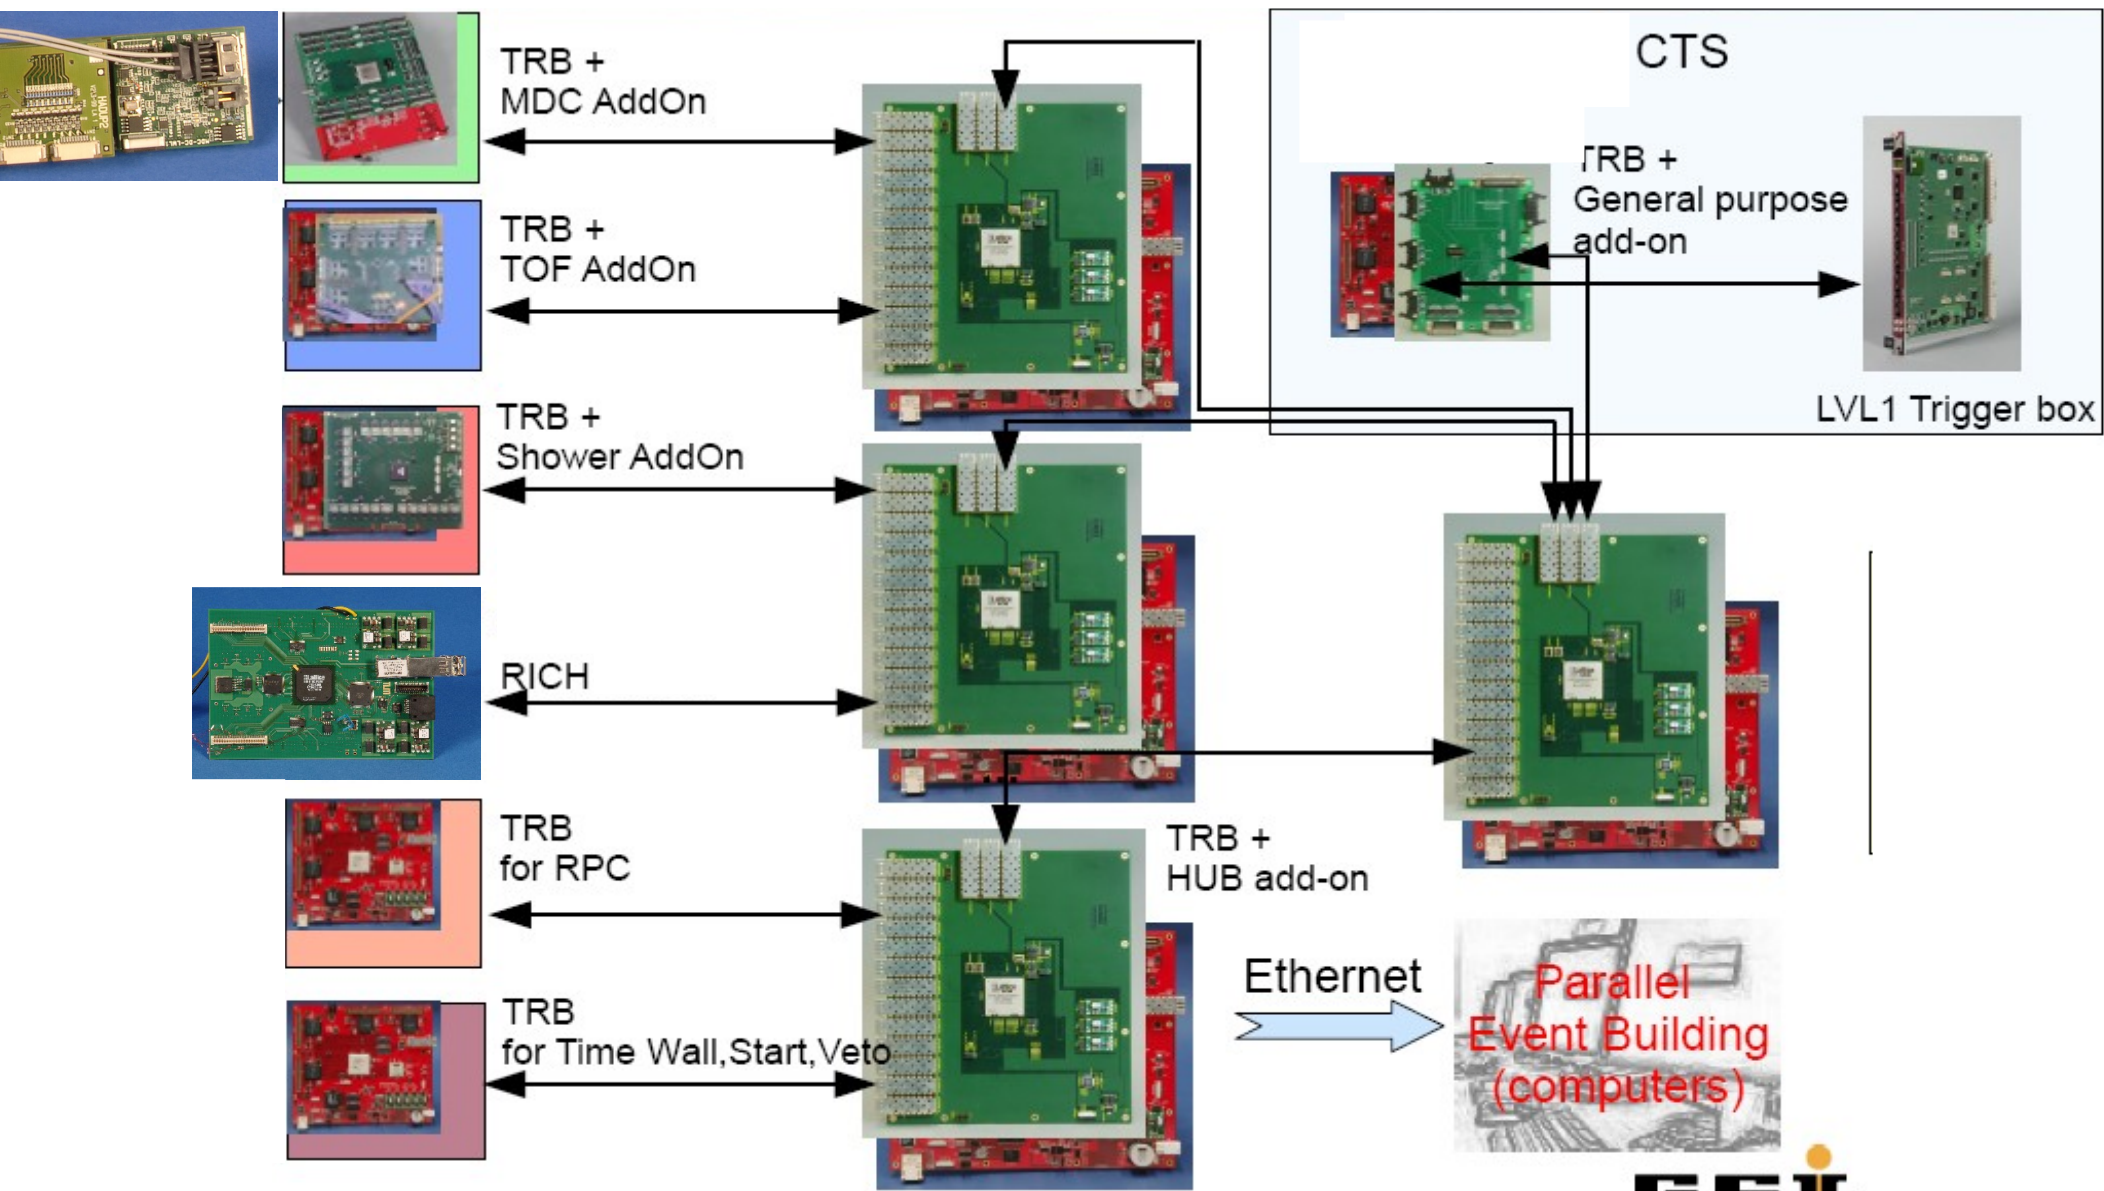 TRB +
MDC AddOn
TRB +
TOF AddOn
TRB +
Shower AddOn
RICH
TRB
for RPC
TRB
for Time Wall,Start,Veto
CTS
TRB +
General purpose
add-on
LVL1 Trigger box
TRB +
HUB add-on
Ethernet
Parallel
Event Building
(computers)
HADUP2